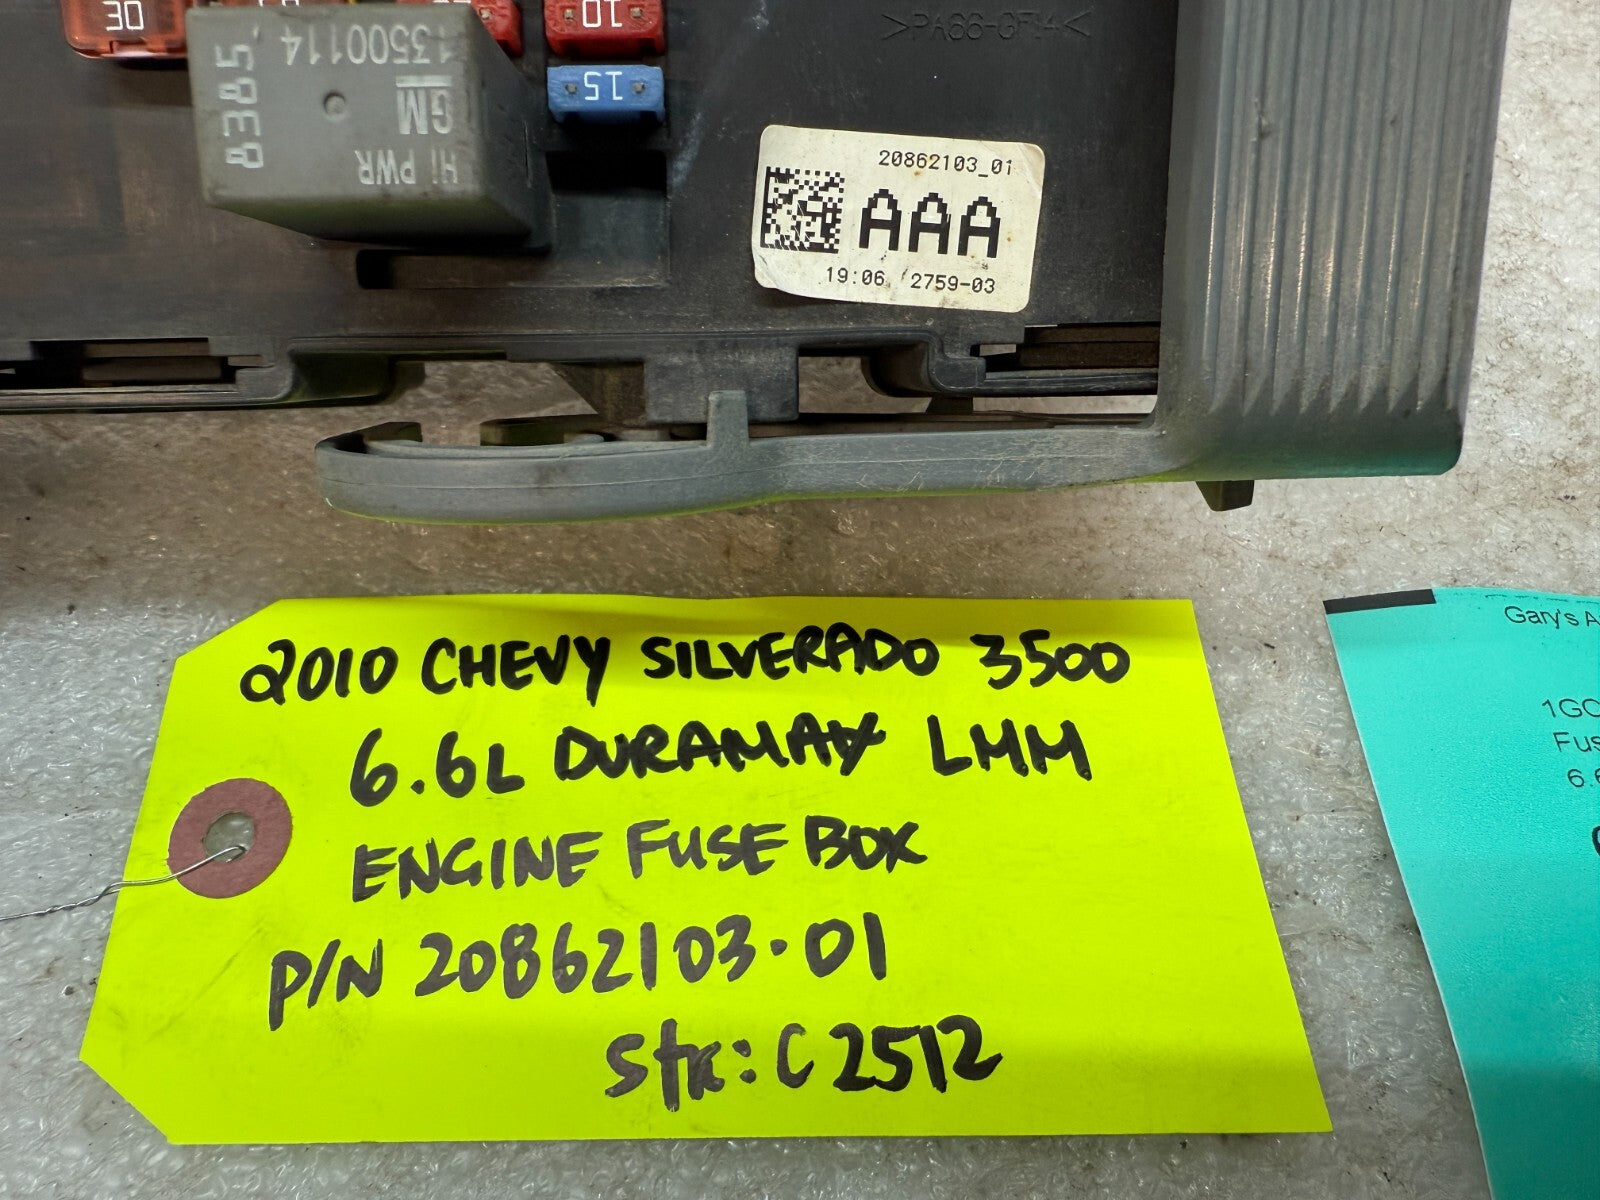 30
10
15
>PA66-GF14<
13500114
8385
GM
Hi PWR
20862103_01
AAA
19:06 2759-03
2010 CHEVY SILVERADO 3500
6.6L DURAMAX LMM
ENGINE FUSE BOX
P/N 20862103-01
Stk: C2512
Gary's A
1GC
Fus
6.6